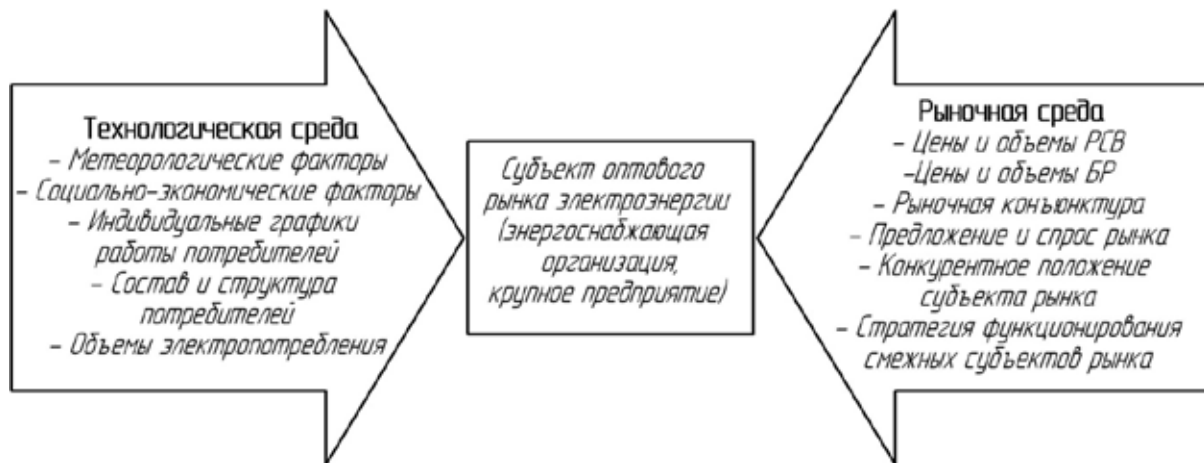 Технологическая среда
- Метеорологические факторы
- Социально-экономические факторы
- Индивидуальные графики
работы потребителей
- Состав и структура
потребителей
- Объемы электропотребления
Субъект оптового
рынка электроэнергии
(энергоснабжающая
организация,
крупное предприятие)
Рыночная среда
- Цены и объемы РСВ
-Цены и объемы БР
- Рыночная конъюнктура
- Предложение и спрос рынка
- Конкурентное положение
субъекта рынка
- Стратегия функционирования
смежных субъектов рынка